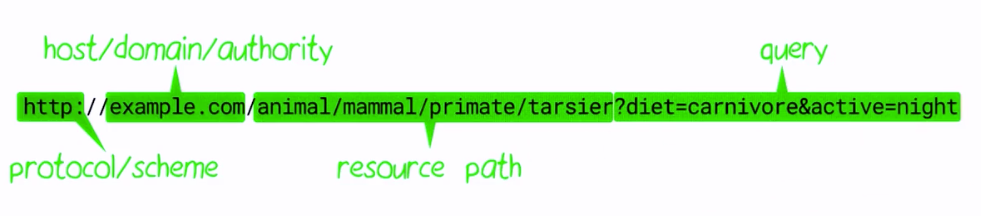 host/domain/authority
query
http://example.com/animal/mammal/primate/tarsier?diet=carnivore&active=night
protocol/scheme
resource path